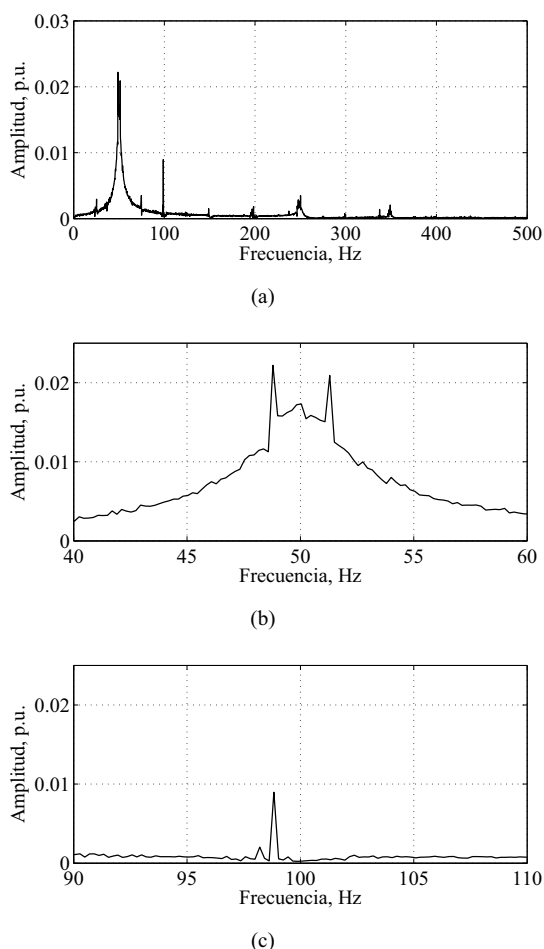 0.03
0.02
0.01
0
Amplitud, p.u.
0 100 200 300 400 500
Frecuencia, Hz
(a)
0.02
0.01
0
Amplitud, p.u.
40 45 50 55 60
Frecuencia, Hz
(b)
0.02
0.01
0
Amplitud, p.u.
90 95 100 105 110
Frecuencia, Hz
(c)